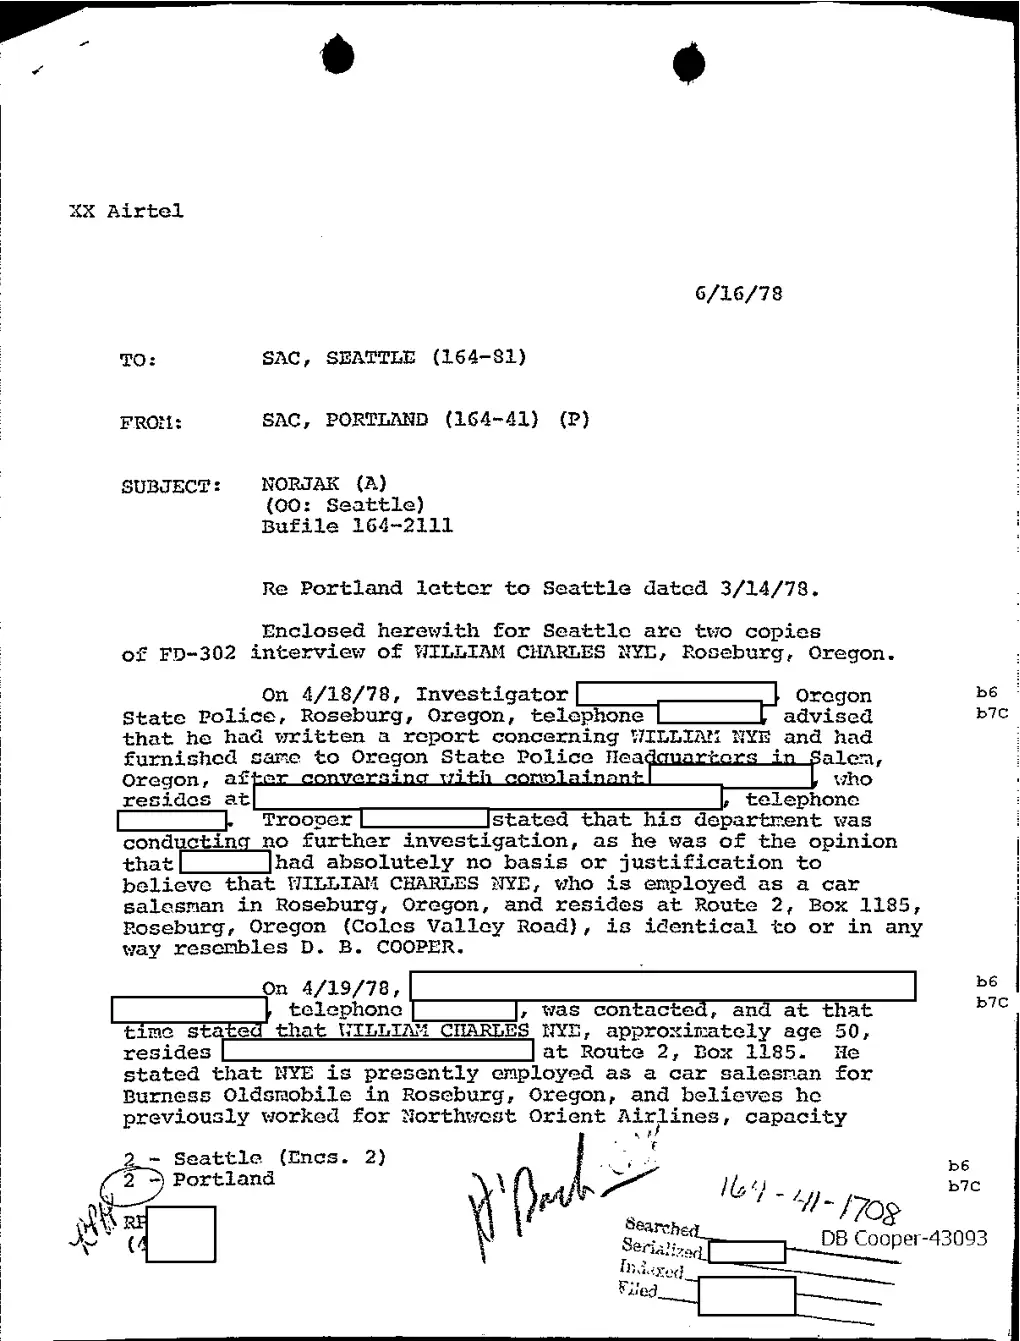 XX Airtel
6/16/78
TO: SAC, SEATTLE (164-81)
FROM: SAC, PORTLAND (164-41) (P)
SUBJECT: NORJAK (A)
(OO: Seattle)
Bufile 164-2111
Re Portland letter to Seattle dated 3/14/78.
Enclosed herewith for Seattle are two copies
of FD-302 interview of WILLIAM CHARLES NYE, Roseburg, Oregon.
On 4/18/78, Investigator , Oregon b6
State Police, Roseburg, Oregon, telephone , advised b7C
that he had written a report concerning WILLIAM NYE and had
furnished same to Oregon State Police Headquarters in Salem,
Oregon, after conversing with complainant , who
resides at , telephone
. Trooper stated that his department was
conducting no further investigation, as he was of the opinion
that had absolutely no basis or justification to
believe that WILLIAM CHARLES NYE, who is employed as a car
salesman in Roseburg, Oregon, and resides at Route 2, Box 1185,
Roseburg, Oregon (Coles Valley Road), is identical to or in any
way resembles D. B. COOPER.
On 4/19/78, b6
, telephone , was contacted, and at that b7C
time stated that WILLIAM CHARLES NYE, approximately age 50,
resides at Route 2, Box 1185. He
stated that NYE is presently employed as a car salesman for
Burness Oldsmobile in Roseburg, Oregon, and believes he
previously worked for Northwest Orient Airlines, capacity
2 - Seattle (Encs. 2)
2 - Portland
b6
b7C
RP
(4
164-41-1708
DB Cooper-43093
Searched
Serialized
Indexed
Filed